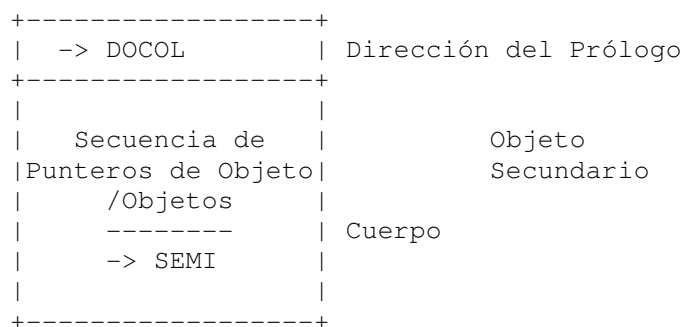 +------------------+
| -> DOCOL | Dirección del Prólogo
+------------------+
| |
| Secuencia de | Objeto
|Punteros de Objeto| Secundario
| /Objetos |
| -------- | Cuerpo
| -> SEMI |
| |
+------------------+